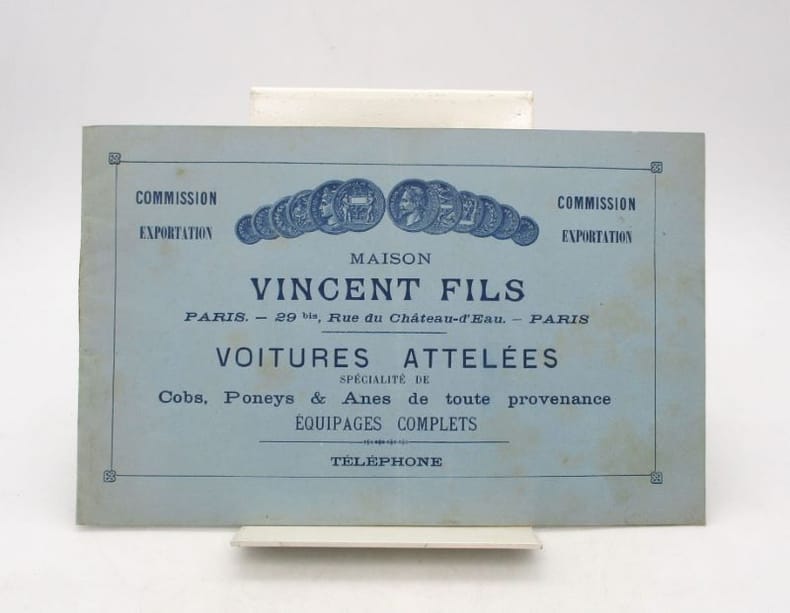 COMMISSION
EXPORTATION
COMMISSION
EXPORTATION
MAISON
VINCENT FILS
PARIS. — 29 bis, Rue du Château-d'Eau. — PARIS
VOITURES ATTELÉES
SPÉCIALITÉ DE
Cobs, Poneys & Anes de toute provenance
ÉQUIPAGES COMPLETS
TÉLÉPHONE